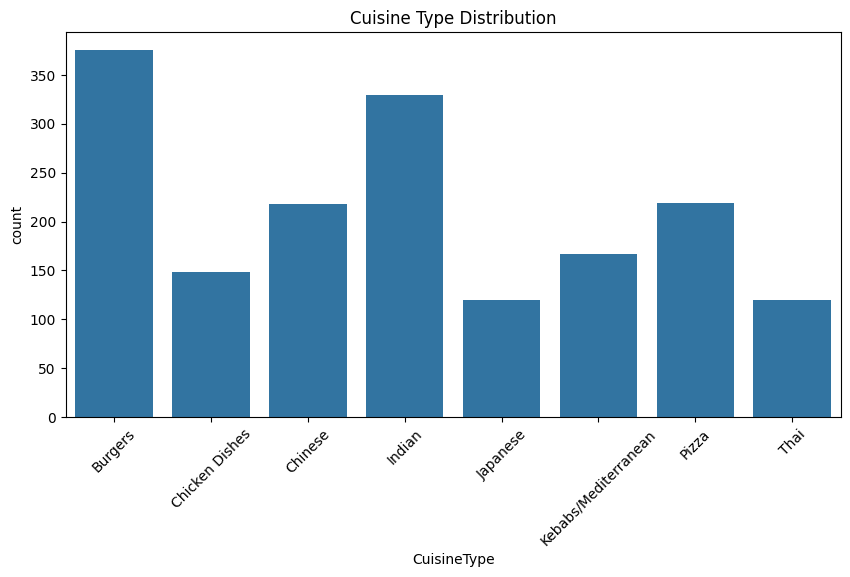 Cuisine Type Distribution
350
300
250
200
150
100
50
0
count
Burgers
Chicken Dishes
Chinese
Indian
Japanese
Kebabs/Mediterranean
Pizza
Thai
CuisineType